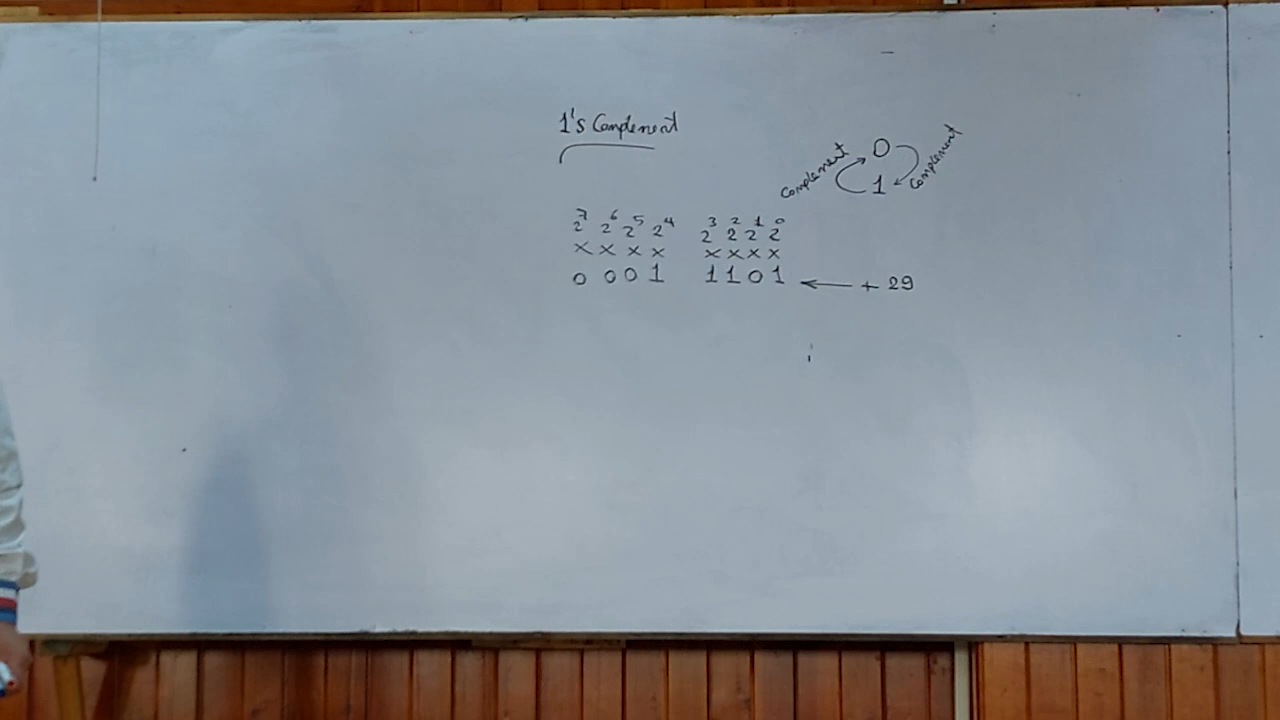 1's Complement
0
complement complement
1
2⁷ 2⁶ 2⁵ 2⁴ 2³ 2² 2¹ 2⁰
× × × × × × × ×
0 0 0 1 1 1 0 1 ← + 29